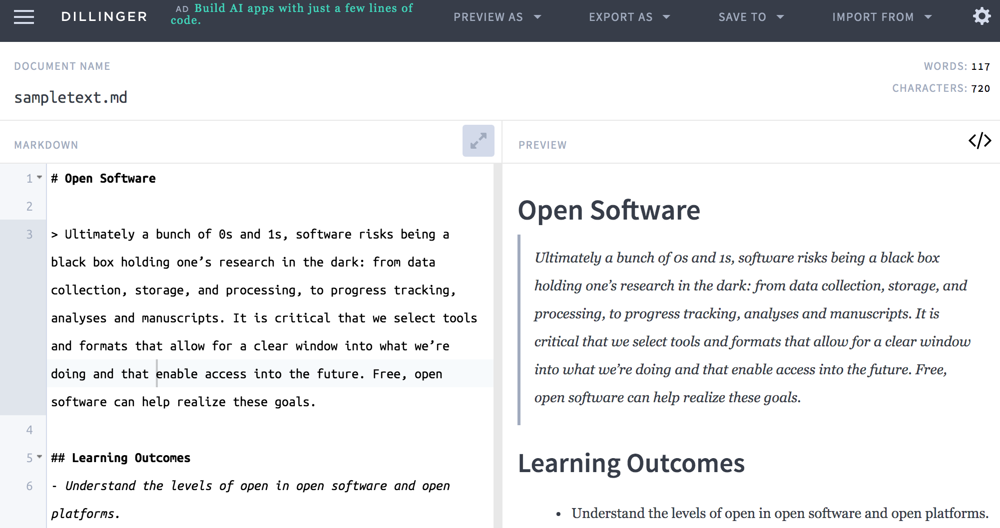 DILLINGER
AD Build AI apps with just a few lines of
code.
PREVIEW AS
EXPORT AS
SAVE TO
IMPORT FROM
DOCUMENT NAME
sampletext.md
WORDS: 117
CHARACTERS: 720
MARKDOWN
1 # Open Software
2
3 > Ultimately a bunch of 0s and 1s, software risks being a
black box holding one’s research in the dark: from data
collection, storage, and processing, to progress tracking,
analyses and manuscripts. It is critical that we select tools
and formats that allow for a clear window into what we’re
doing and that enable access into the future. Free, open
software can help realize these goals.
4
5 ## Learning Outcomes
6 - Understand the levels of open in open software and open
platforms.
PREVIEW
</>
Open Software
Ultimately a bunch of 0s and 1s, software risks being a black box
holding one’s research in the dark: from data collection, storage, and
processing, to progress tracking, analyses and manuscripts. It is
critical that we select tools and formats that allow for a clear window
into what we’re doing and that enable access into the future. Free,
open software can help realize these goals.
Learning Outcomes
• Understand the levels of open in open software and open platforms.